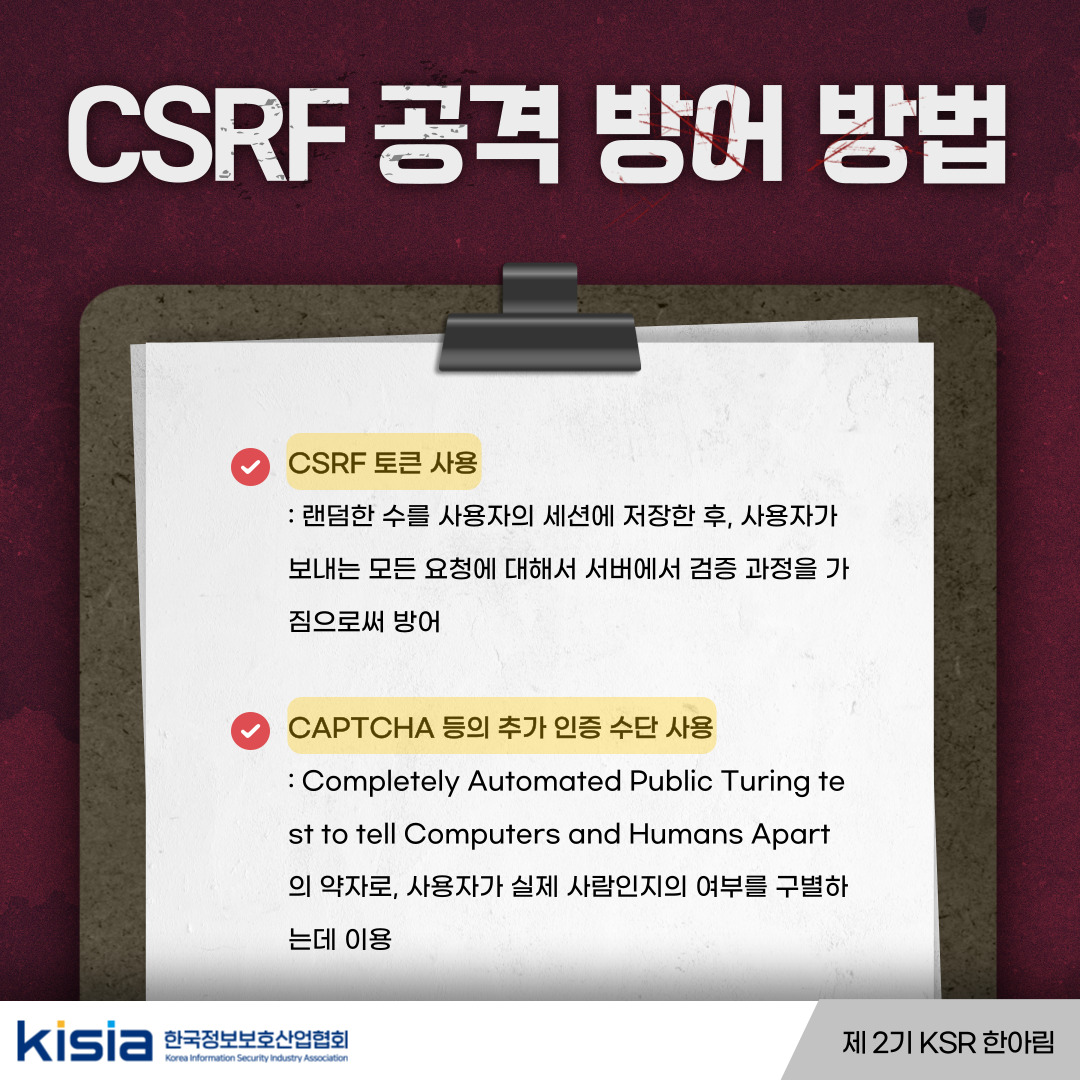 CSRF 공격 방어 방법
CSRF 토큰 사용
: 랜덤한 수를 사용자의 세션에 저장한 후, 사용자가
보내는 모든 요청에 대해서 서버에서 검증 과정을 가
짐으로써 방어
CAPTCHA 등의 추가 인증 수단 사용
: Completely Automated Public Turing te
st to tell Computers and Humans Apart
의 약자로, 사용자가 실제 사람인지의 여부를 구별하
는데 이용
kisia 한국정보보호산업협회
Korea Information Security Industry Association
제 2기 KSR 한아림